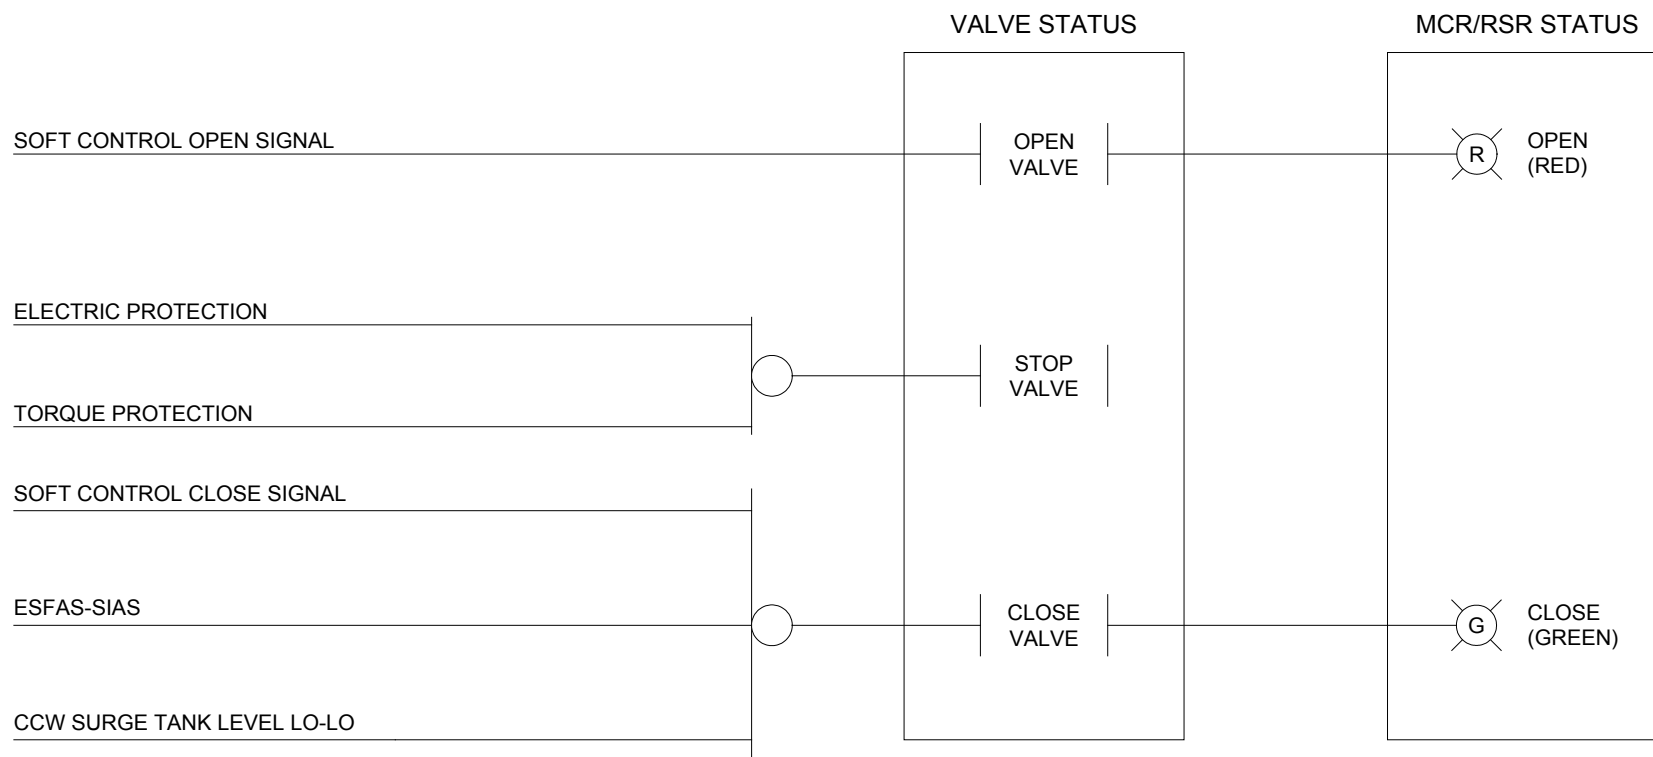 VALVE STATUS
MCR/RSR STATUS
SOFT CONTROL OPEN SIGNAL
OPEN
VALVE
R
OPEN
(RED)
ELECTRIC PROTECTION
STOP
VALVE
TORQUE PROTECTION
SOFT CONTROL CLOSE SIGNAL
ESFAS-SIAS
CLOSE
VALVE
G
CLOSE
(GREEN)
CCW SURGE TANK LEVEL LO-LO